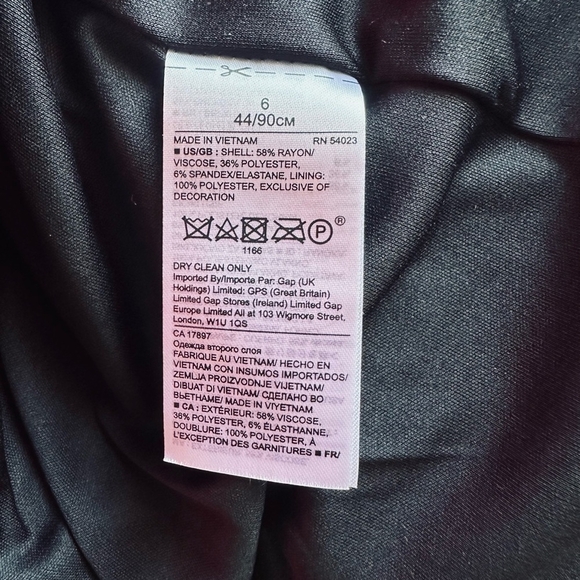 6
44/90CM
MADE IN VIETNAM RN 54023
■ US/GB : SHELL: 58% RAYON/
VISCOSE, 36% POLYESTER,
6% SPANDEX/ELASTANE, LINING:
100% POLYESTER, EXCLUSIVE OF
DECORATION
P ®
1166
DRY CLEAN ONLY
Imported By/Importe Par: Gap (UK
Holdings) Limited: GPS (Great Britain)
Limited Gap Stores (Ireland) Limited Gap
Europe Limited All at 103 Wigmore Street,
London, W1U 1QS
CA 17897
Одежда второго слоя
FABRIQUE AU VIETNAM/ HECHO EN
VIETNAM CON INSUMOS IMPORTADOS/
ZEMLJA PROIZVODNJE VIJETNAM/
DIBUAT DI VIETNAM/ СДЕЛАНО ВО
ВЬЕТНАМЕ/ MADE IN VIYETNAM
■ CA : EXTÉRIEUR: 58% VISCOSE,
36% POLYESTER, 6% ÉLASTHANNE,
DOUBLURE: 100% POLYESTER, À
L'EXCEPTION DES GARNITURES ■ FR/